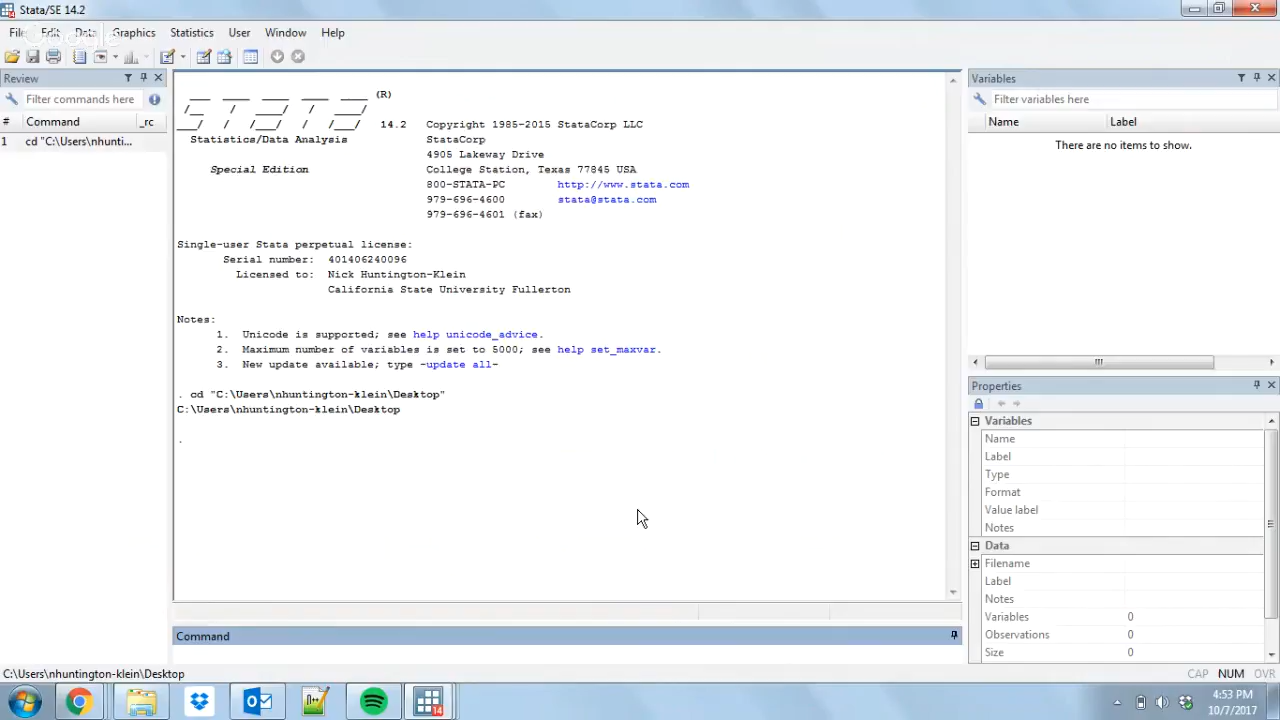 Stata/SE 14.2
File Edit Data Graphics Statistics User Window Help
Google
Review
Filter commands here
# Command _rc
1 cd "C:\Users\nhunti...
(R)
14.2 Copyright 1985-2015 StataCorp LLC
Statistics/Data Analysis StataCorp
4905 Lakeway Drive
Special Edition College Station, Texas 77845 USA
800-STATA-PC http://www.stata.com
979-696-4600 stata@stata.com
979-696-4601 (fax)
Single-user Stata perpetual license:
Serial number: 401406240096
Licensed to: Nick Huntington-Klein
California State University Fullerton
Notes:
1. Unicode is supported; see help unicode_advice.
2. Maximum number of variables is set to 5000; see help set_maxvar.
3. New update available; type -update all-
. cd "C:\Users\nhuntington-klein\Desktop"
C:\Users\nhuntington-klein\Desktop
.
Command
Variables
Filter variables here
Name Label
There are no items to show.
Properties
Variables
Name
Label
Type
Format
Value label
Notes
Data
Filename
Label
Notes
Variables 0
Observations 0
Size 0
C:\Users\nhuntington-klein\Desktop
CAP NUM OVR
14
4:53 PM
10/7/2017